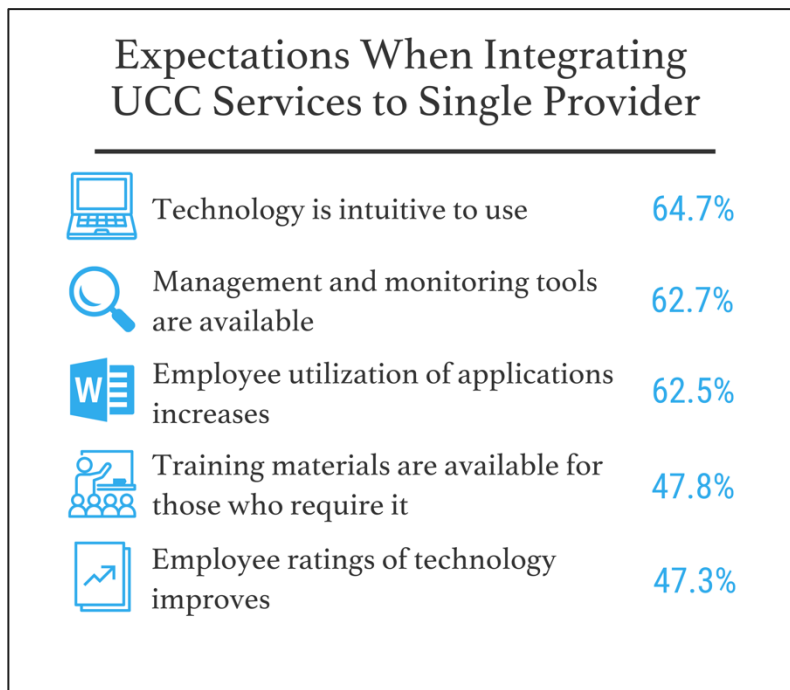 Expectations When Integrating
UCC Services to Single Provider
Technology is intuitive to use 64.7%
Management and monitoring tools
are available 62.7%
W
Employee utilization of applications
increases 62.5%
Training materials are available for
those who require it 47.8%
Employee ratings of technology
improves 47.3%